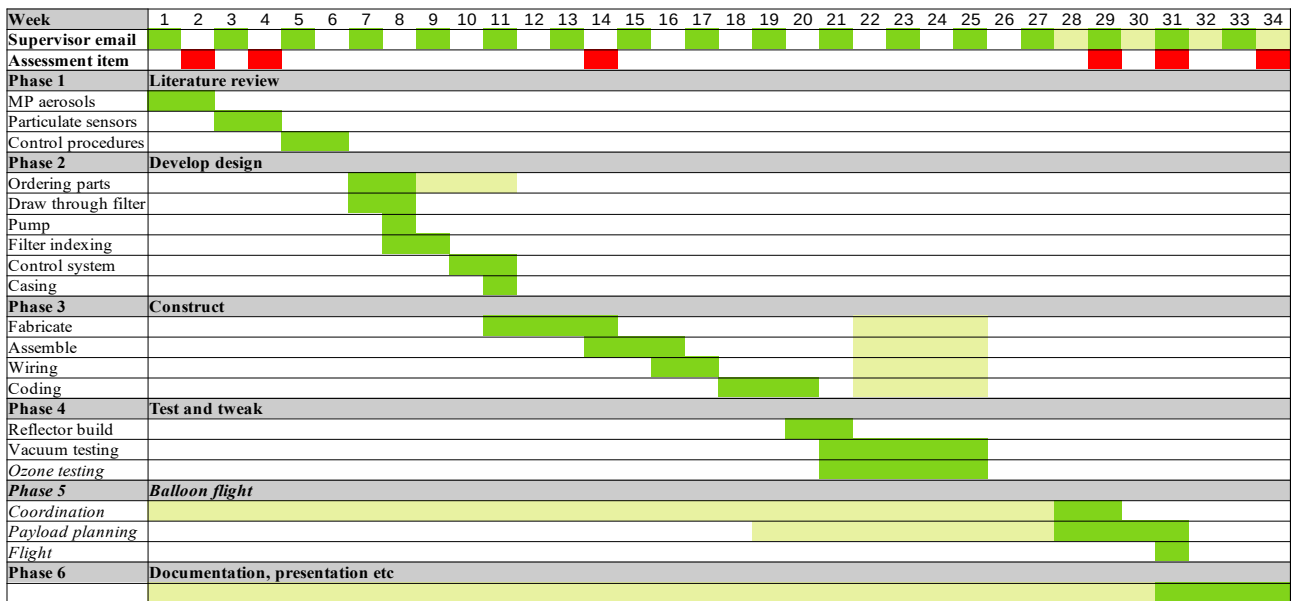 Week 1 2 3 4 5 6 7 8 9 10 11 12 13 14 15 16 17 18 19 20 21 22 23 24 25 26 27 28 29 30 31 32 33 34
Supervisor email
Assessment item
Phase 1 Literature review
MP aerosols
Particulate sensors
Control procedures
Phase 2 Develop design
Ordering parts
Draw through filter
Pump
Filter indexing
Control system
Casing
Phase 3 Construct
Fabricate
Assemble
Wiring
Coding
Phase 4 Test and tweak
Reflector build
Vacuum testing
Ozone testing
Phase 5 Balloon flight
Coordination
Payload planning
Flight
Phase 6 Documentation, presentation etc